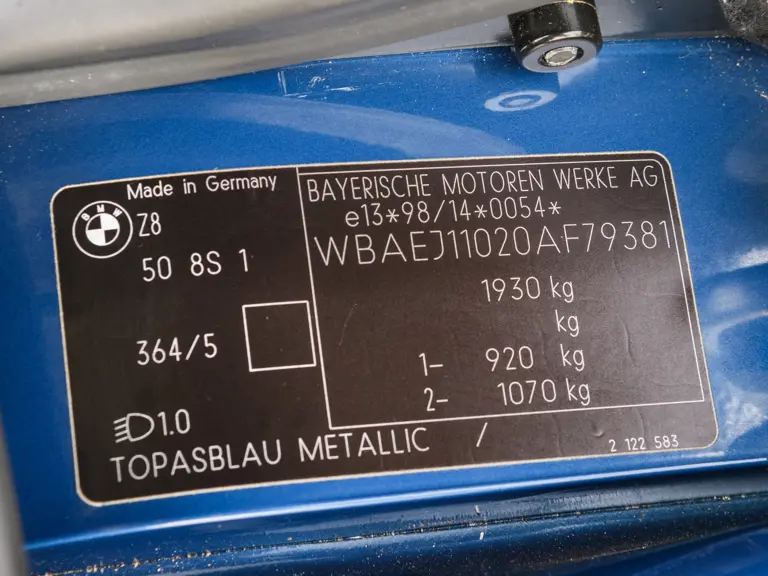 Made in Germany
BMW
Z8
50 8S 1
364/5
1.0
TOPASBLAU METALLIC /
BAYERISCHE MOTOREN WERKE AG
e13*98/14*0054*
WBAEJ11020AF79381
1930 kg
kg
1– 920 kg
2– 1070 kg
2 122 583